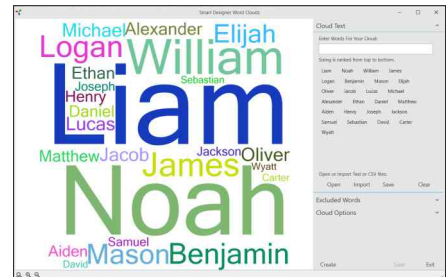 Smart Designer Word Clouds
Michael Alexander Elijah
Logan William
Ethan Sebastian
Joseph
Henry Liam
Daniel
Lucas
Matthew Jacob James Jackson Oliver
Wyatt
Carter
Noah
Aiden Samuel
David Mason Benjamin
Cloud Text
Enter Words For Your Cloud:
Sizing is ranked from top to bottom.
Liam Noah William James
Logan Benjamin Mason Elijah
Oliver Jacob Lucas Michael
Alexander Ethan Daniel Matthew
Aiden Henry Joseph Jackson
Samuel Sebastian David Carter
Wyatt
Open or Import Text or CSV files.
Open Import Save Clear
Excluded Words
Cloud Options
Create Save Exit